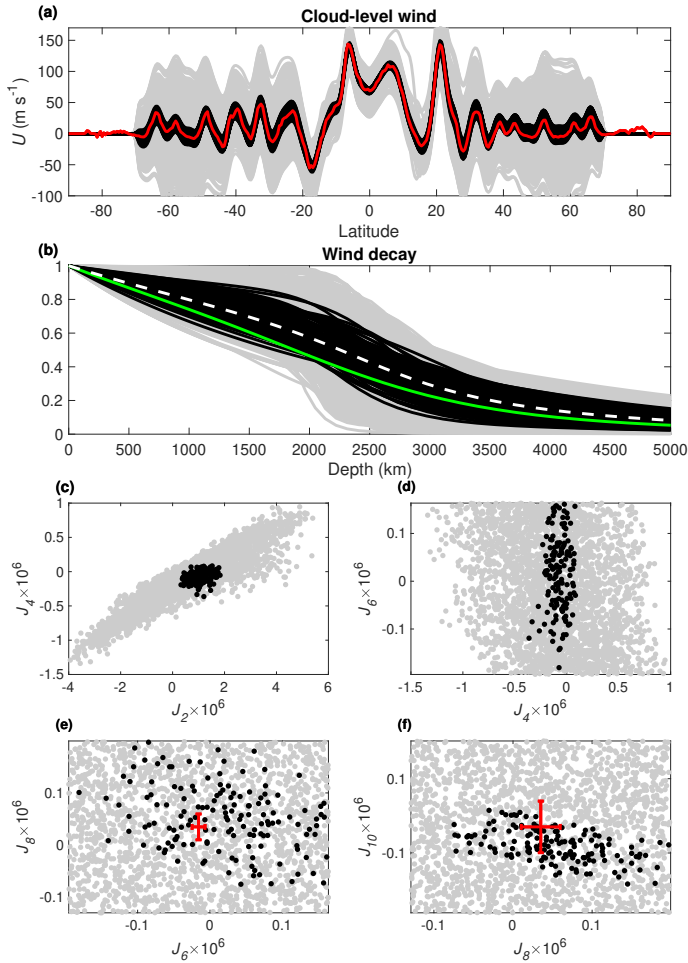 (a) Cloud-level wind
U (m s⁻¹)
150
100
50
0
-50
-100
-80 -60 -40 -20 0 20 40 60 80
Latitude
(b) Wind decay
1
0.8
0.6
0.4
0.2
0
0 500 1000 1500 2000 2500 3000 3500 4000 4500 5000
Depth (km)
(c)
J₄×10⁶
1
0.5
0
-0.5
-1
-1.5
-4 -2 0 2 4 6
J₂×10⁶
(d)
J₆×10⁶
0.1
0
-0.1
-1.5 -1 -0.5 0 0.5 1
J₄×10⁶
(e)
J₈×10⁶
0.1
0
-0.1
-0.1 0 0.1
J₆×10⁶
(f)
J₁₀×10⁶
0.1
0
-0.1
0 0.1
J₈×10⁶